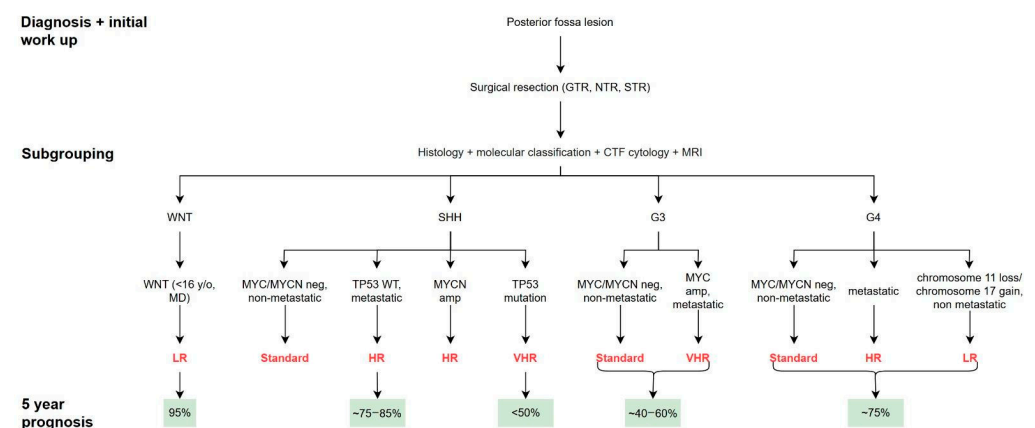 Diagnosis + initial
work up
Posterior fossa lesion
Surgical resection (GTR, NTR, STR)
Subgrouping
Histology + molecular classification + CTF cytology + MRI
WNT
SHH
G3
G4
WNT (<16 y/o,
MD)
MYC/MYCN neg,
non-metastatic
TP53 WT,
metastatic
MYCN
amp
TP53
mutation
MYC/MYCN neg,
non-metastatic
MYC
amp,
metastatic
MYC/MYCN neg,
non-metastatic
metastatic
chromosome 11 loss/
chromosome 17 gain,
non metastatic
LR
Standard
HR
HR
VHR
Standard
VHR
Standard
HR
LR
5 year
prognosis
95%
~75–85%
<50%
~40–60%
~75%